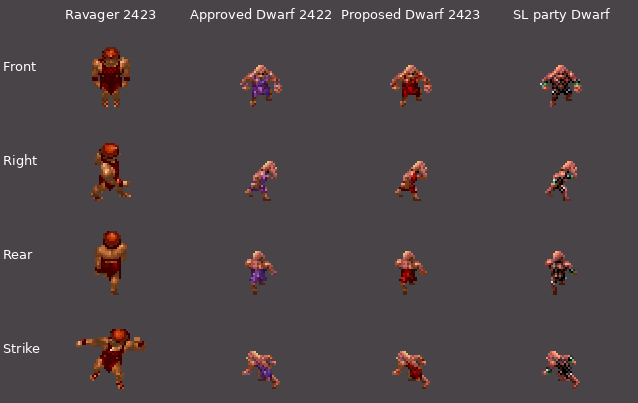 Ravager 2423 Approved Dwarf 2422 Proposed Dwarf 2423 SL party Dwarf
Front
Right
Rear
Strike